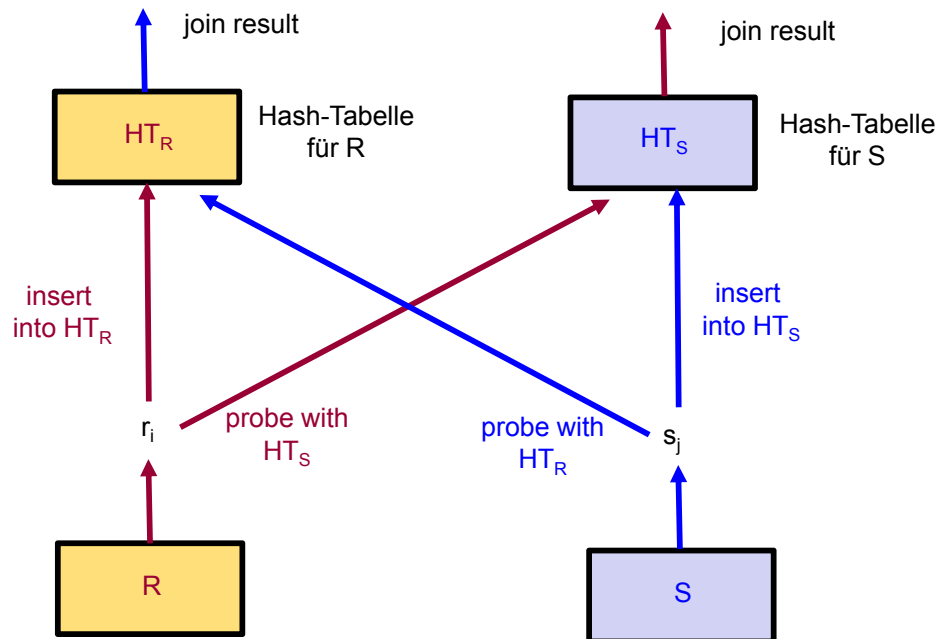 join result
join result
HT_R
Hash-Tabelle
für R
HT_S
Hash-Tabelle
für S
insert
into HT_R
insert
into HT_S
r_i
probe with
HT_S
probe with
HT_R
s_j
R
S